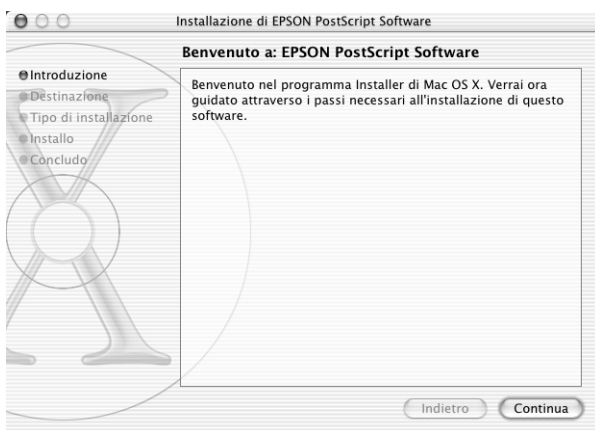 Installazione di EPSON PostScript Software
Benvenuto a: EPSON PostScript Software
Introduzione
Destinazione
Tipo di installazione
Installo
Concludo
Benvenuto nel programma Installer di Mac OS X. Verrai ora
guidato attraverso i passi necessari all'installazione di questo
software.
Indietro
Continua